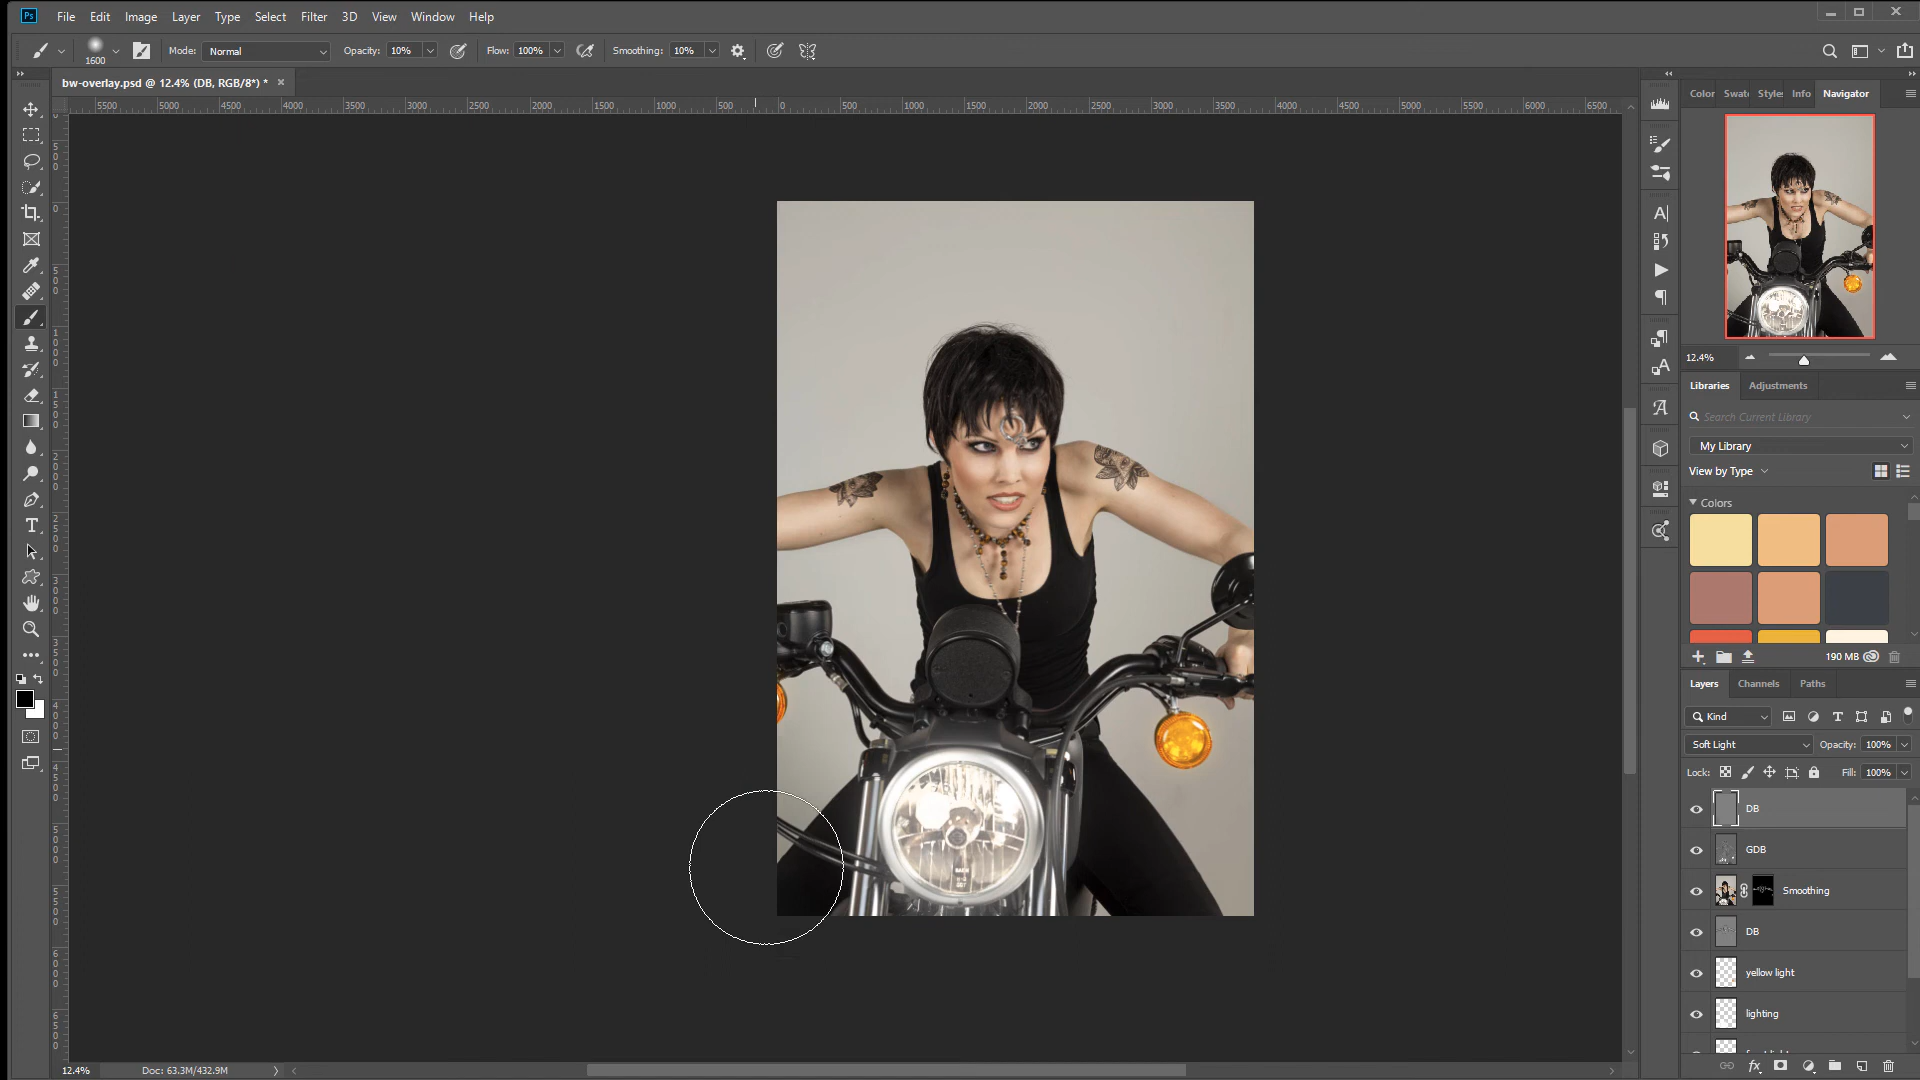 Ps File Edit Image Layer Type Select Filter 3D View Window Help
1600 Mode: Normal Opacity: 10% Flow: 100% Smoothing: 10%
bw-overlay.psd @ 12.4% (DB, RGB/8*) * ×
5500 5000 4500 4000 3500 3000 2500 2000 1500 1000 500 0 500 1000 1500 2000 2500 3000 3500 4000 4500 5000 5500 6000 6500
Color Swatc Styles Info Navigator
12.4%
Libraries Adjustments
Search Current Library
My Library
View by Type
Colors
190 MB
Layers Channels Paths
Kind
Soft Light Opacity: 100%
Lock: Fill: 100%
DB
GDB
Smoothing
DB
yellow light
lighting
12.4% Doc: 63.3M/432.9M